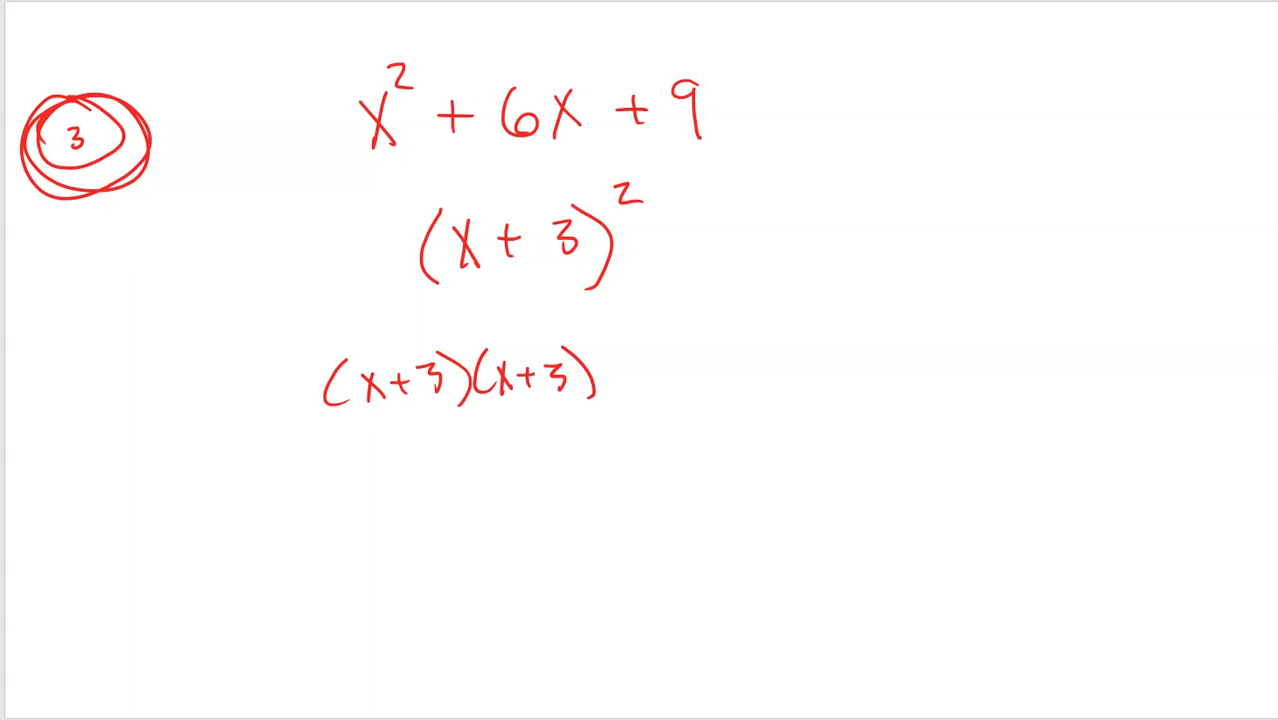 3
x² + 6x + 9
(x + 3)²
(x+3)(x+3)